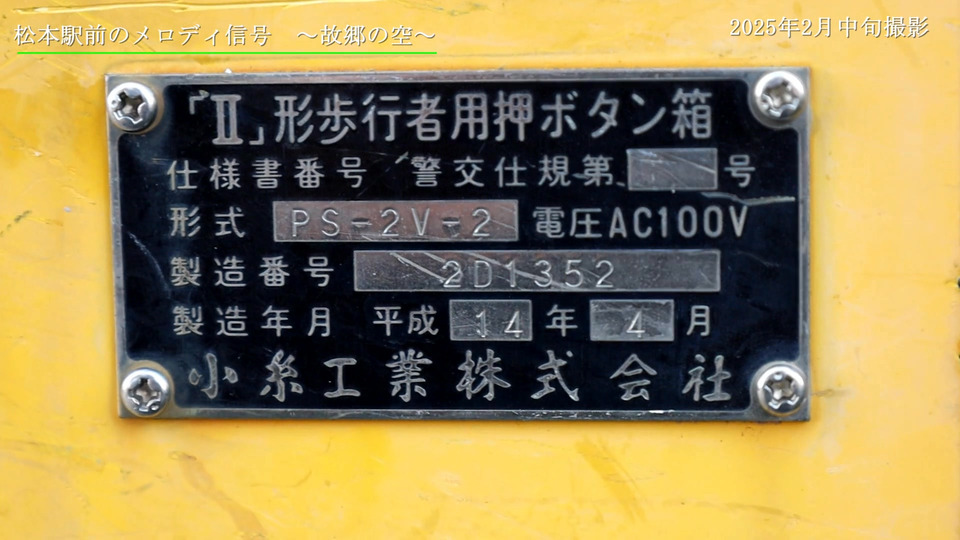 松本駅前のメロディ信号　～故郷の空～
2025年2月中旬撮影
「Ⅱ」形歩行者用押ボタン箱
仕様書番号 警交仕規第 号
形式 PS-2V-2 電圧AC100V
製造番号 2D1352
製造年月 平成 14 年 4 月
小糸工業株式会社